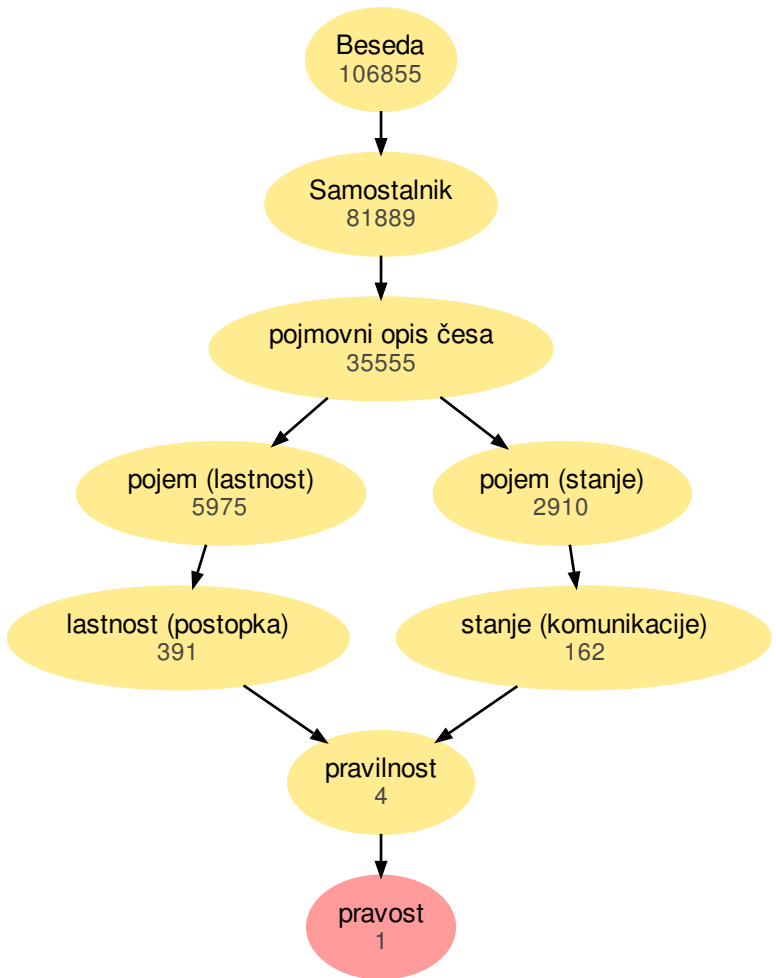 Beseda
106855
Samostalnik
81889
pojmovni opis česa
35555
pojem (lastnost)
5975
pojem (stanje)
2910
lastnost (postopka)
391
stanje (komunikacije)
162
pravilnost
4
pravost
1